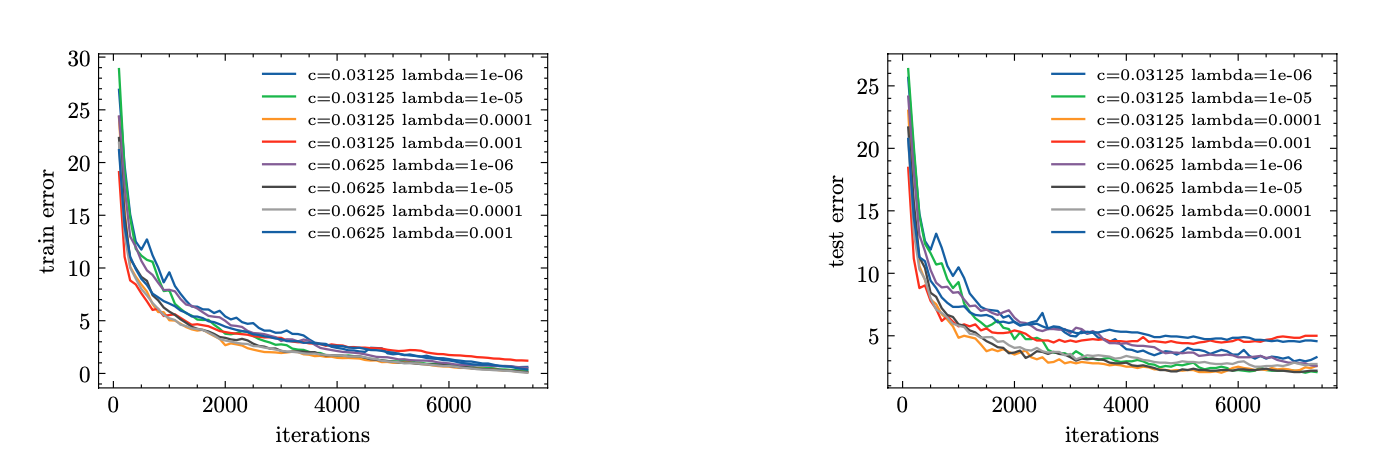 30
25
20
15
10
5
0
train error
0 2000 4000 6000
iterations
c=0.03125 lambda=1e-06
c=0.03125 lambda=1e-05
c=0.03125 lambda=0.0001
c=0.03125 lambda=0.001
c=0.0625 lambda=1e-06
c=0.0625 lambda=1e-05
c=0.0625 lambda=0.0001
c=0.0625 lambda=0.001
25
20
15
10
5
test error
0 2000 4000 6000
iterations
c=0.03125 lambda=1e-06
c=0.03125 lambda=1e-05
c=0.03125 lambda=0.0001
c=0.03125 lambda=0.001
c=0.0625 lambda=1e-06
c=0.0625 lambda=1e-05
c=0.0625 lambda=0.0001
c=0.0625 lambda=0.001